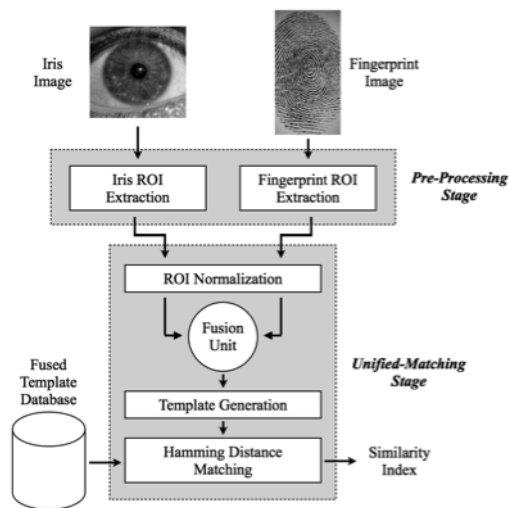 Iris
Image
Fingerprint
Image
Iris ROI
Extraction
Fingerprint ROI
Extraction
Pre-Processing
Stage
ROI Normalization
Fusion
Unit
Unified-Matching
Stage
Fused
Template
Database
Template Generation
Hamming Distance
Matching
Similarity
Index